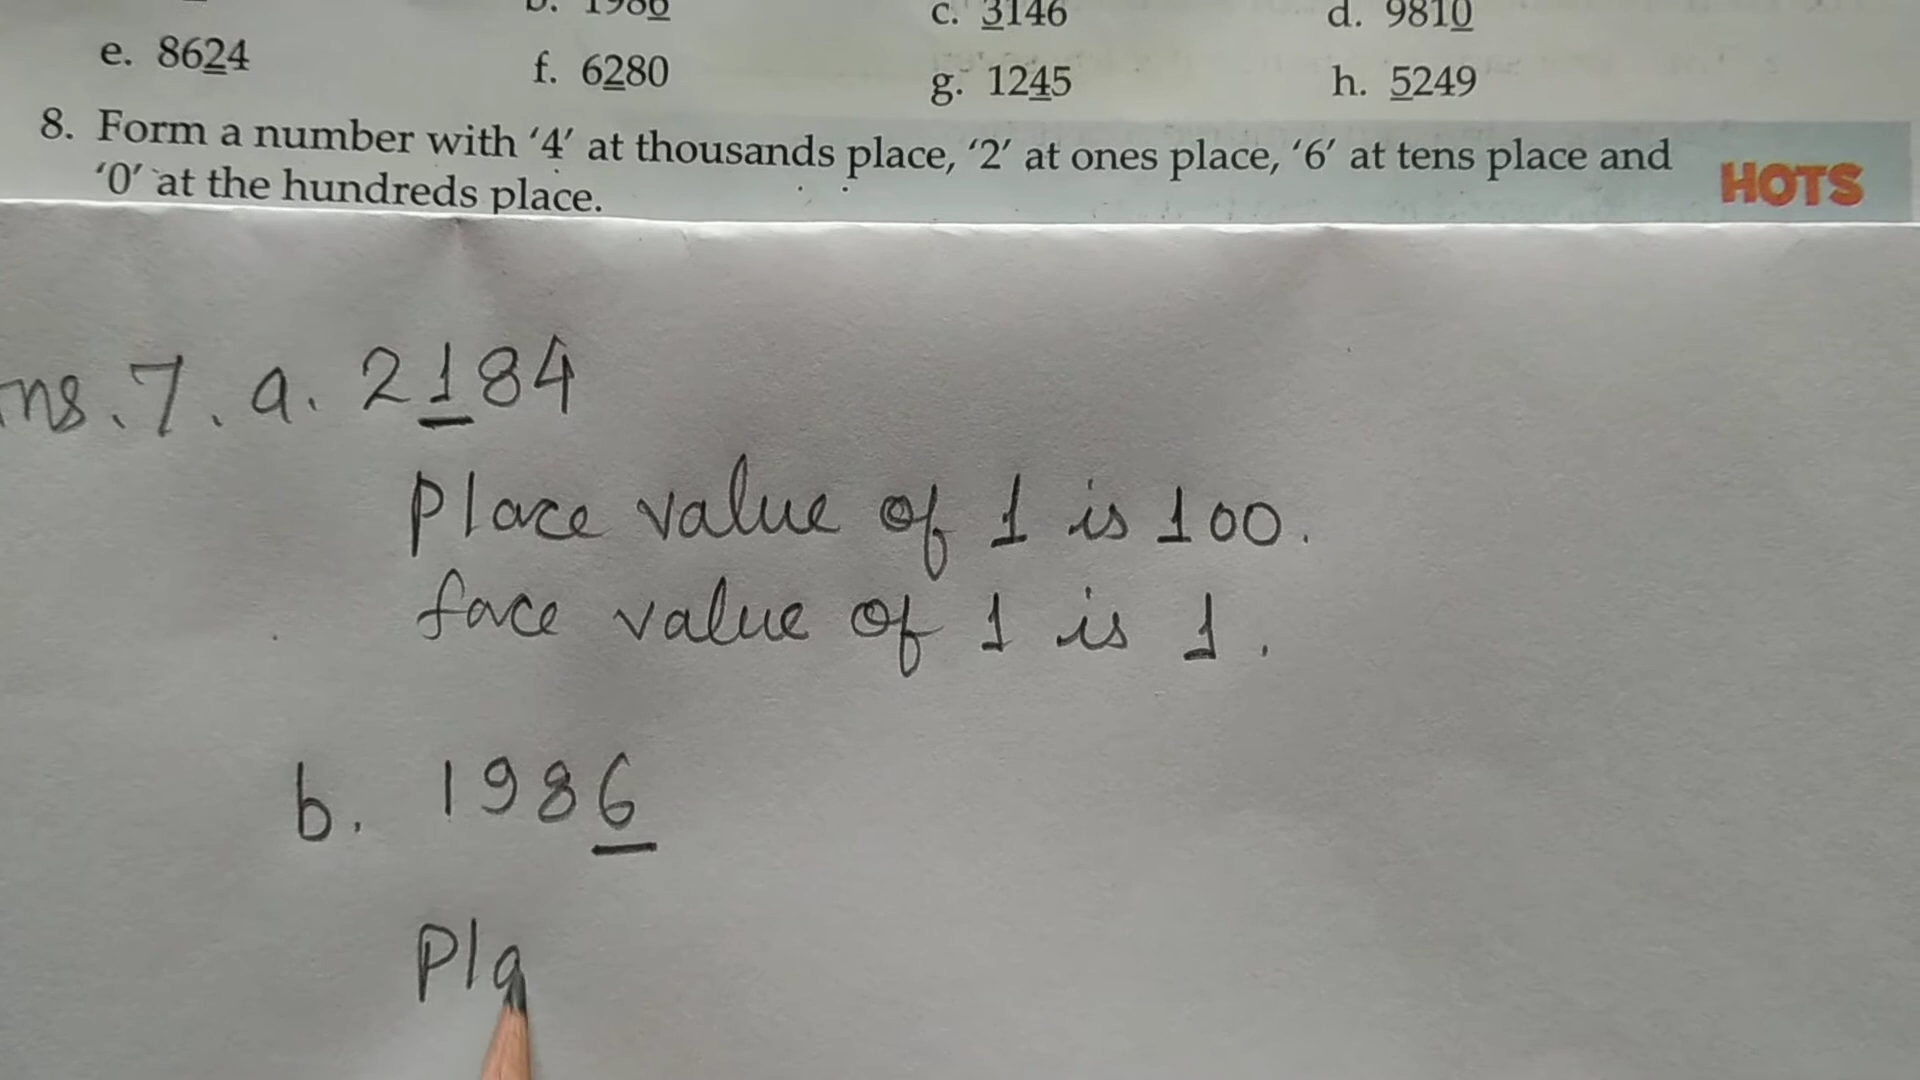 b. 1986 c. 3146 d. 9810
e. 8624 f. 6280 g. 1245 h. 5249
8. Form a number with ‘4’ at thousands place, ‘2’ at ones place, ‘6’ at tens place and
‘0’ at the hundreds place.
HOTS
ns. 7. a. 2184
Place value of 1 is 100.
face value of 1 is 1.
b. 1986
Pla